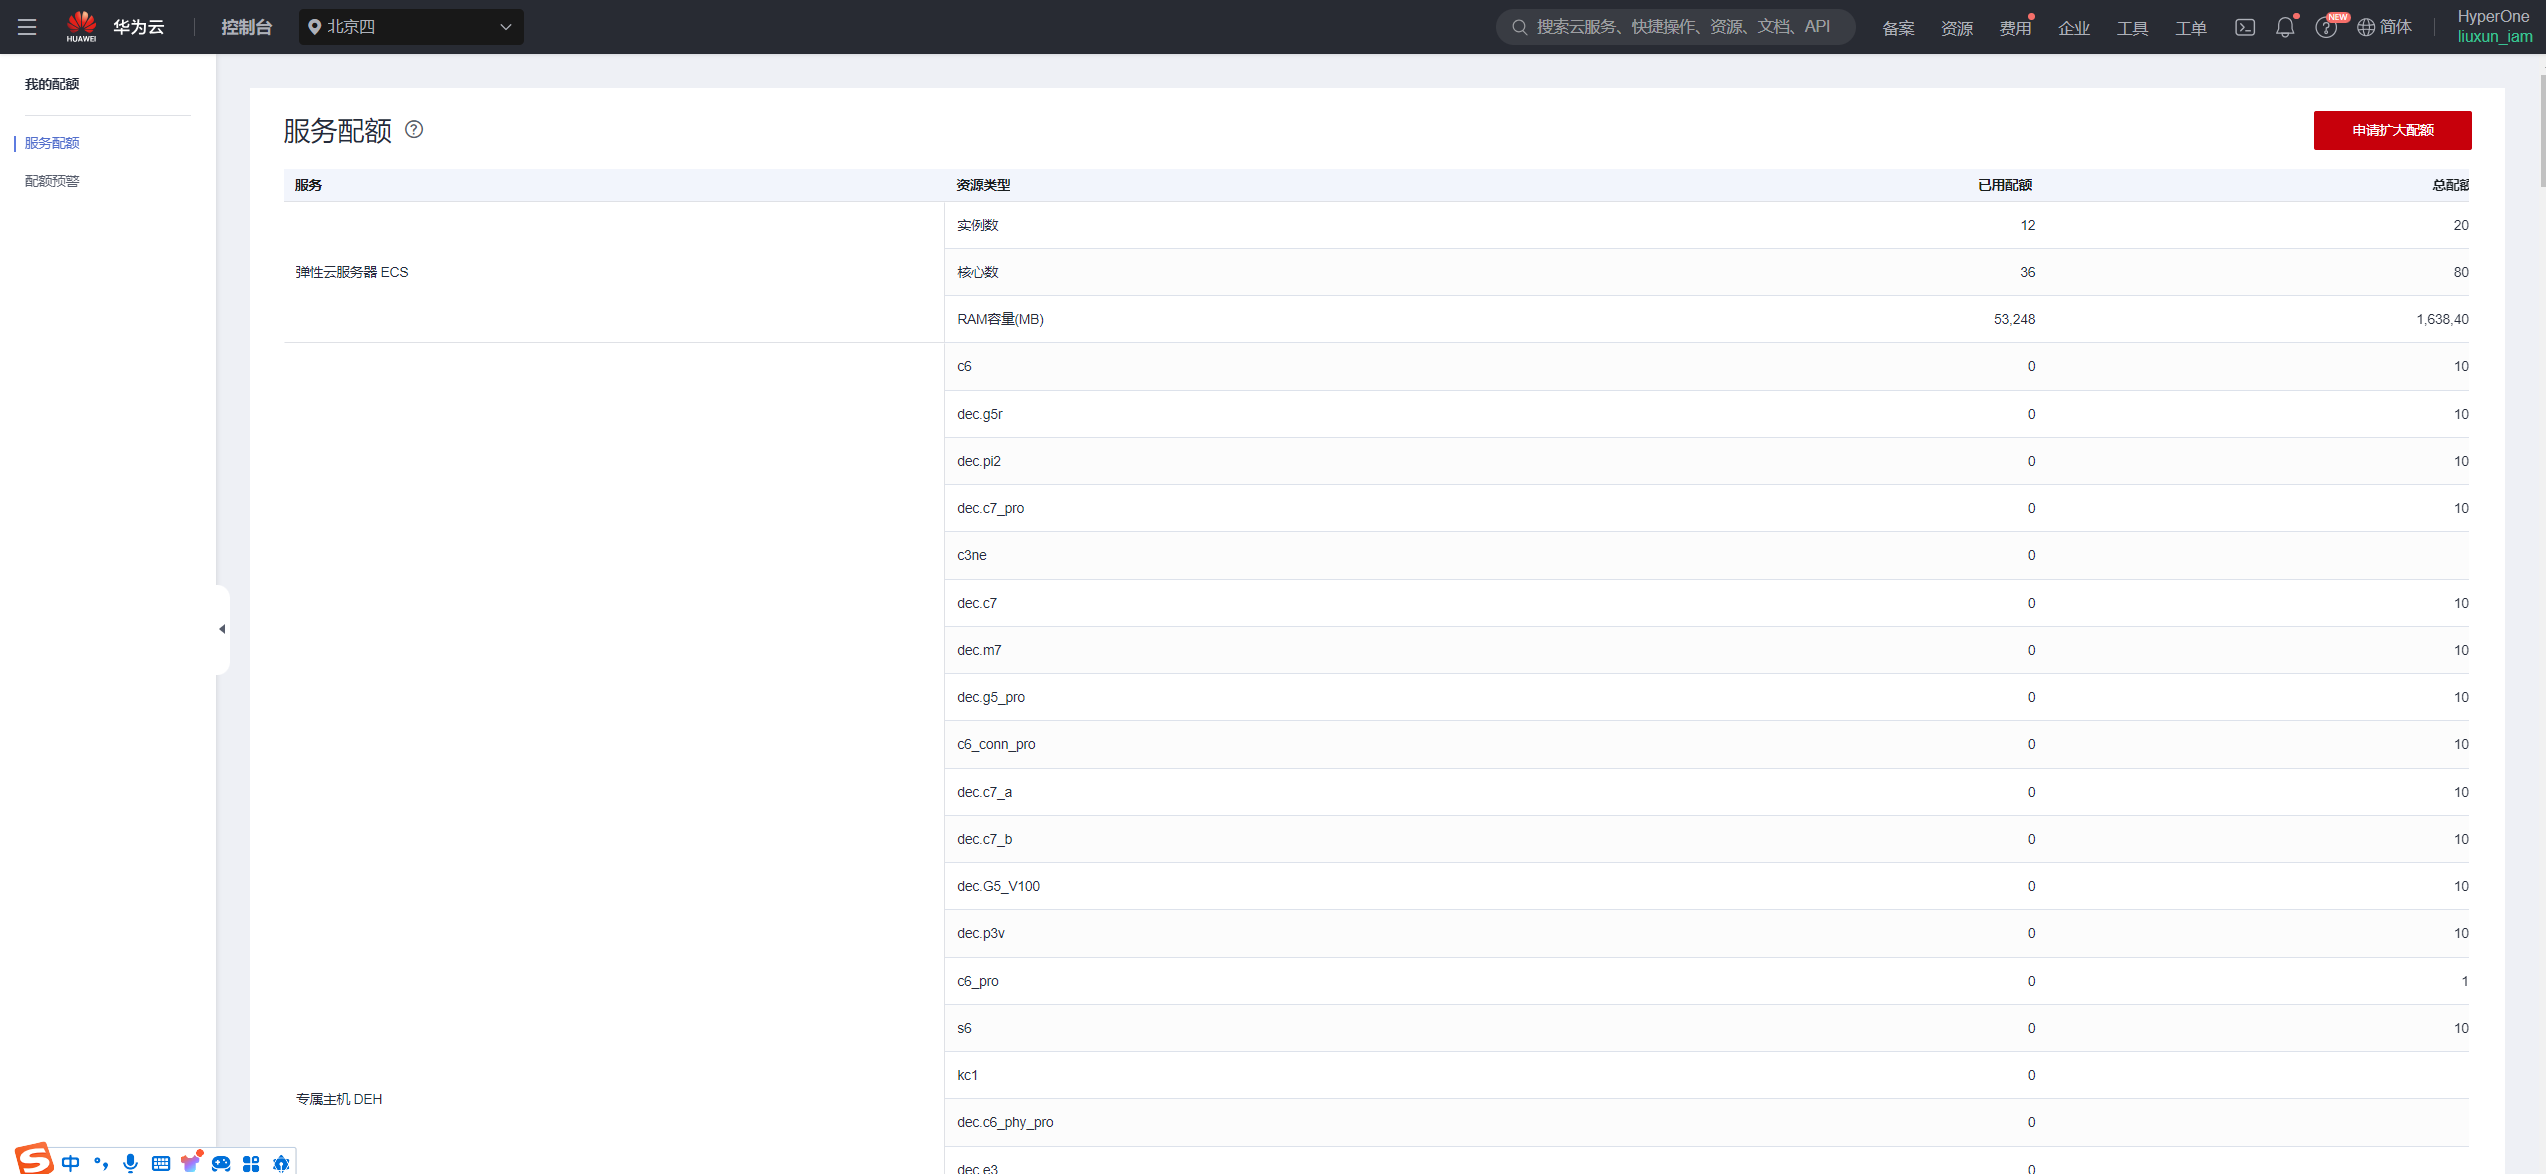 HUAWEI 华为云 控制台 北京四 搜索云服务、快捷操作、资源、文档、API 备案 资源 费用 企业 工具 工单 NEW 简体 HyperOne
liuxun_iam
我的配额
服务配额
配额预警
服务配额 申请扩大配额
服务 资源类型 已用配额 总配额
弹性云服务器 ECS
实例数 12 20
核心数 36 80
RAM容量(MB) 53,248 1,638,40
专属主机 DEH
c6 0 10
dec.g5r 0 10
dec.pi2 0 10
dec.c7_pro 0 10
c3ne 0
dec.c7 0 10
dec.m7 0 10
dec.g5_pro 0 10
c6_conn_pro 0 10
dec.c7_a 0 10
dec.c7_b 0 10
dec.G5_V100 0 10
dec.p3v 0 10
c6_pro 0 1
s6 0 10
kc1 0
dec.c6_phy_pro 0
dec.e3 0
中